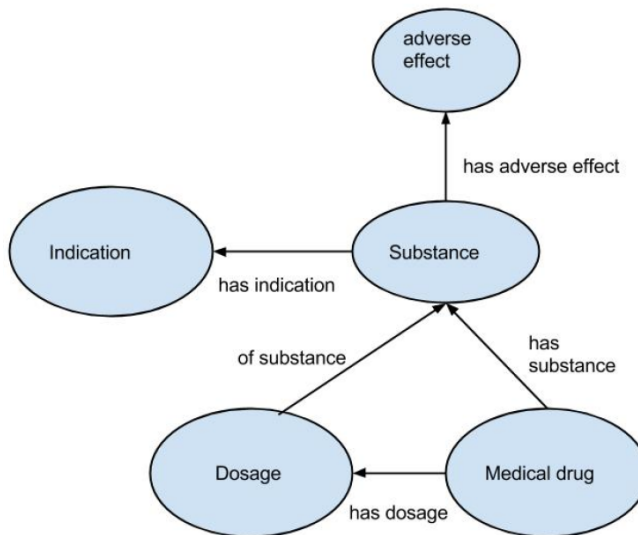 adverse
effect
has adverse effect
Indication
Substance
has indication
of substance
has
substance
Dosage
Medical drug
has dosage